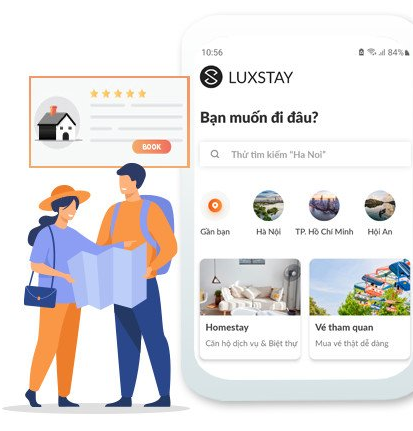 10:56
84%
LUXSTAY
Bạn muốn đi đâu?
Thử tìm kiếm "Ha Noi"
BOOK
Gần bạn
Hà Nội
TP. Hồ Chí Minh
Hội An
Homestay
Căn hộ dịch vụ & Biệt thự
Vé tham quan
Mua vé thật dễ dàng